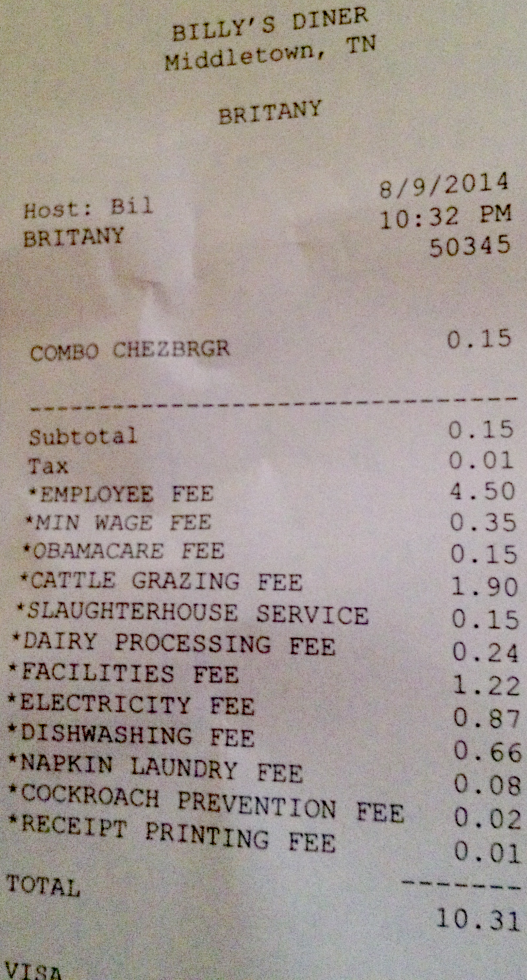 BILLY'S DINER
Middletown, TN
BRITANY
8/9/2014
Host: Bil 10:32 PM
BRITANY 50345
COMBO CHEZBRGR 0.15
--------------------------------
Subtotal 0.15
Tax 0.01
*EMPLOYEE FEE 4.50
*MIN WAGE FEE 0.35
*OBAMACARE FEE 0.15
*CATTLE GRAZING FEE 1.90
*SLAUGHTERHOUSE SERVICE 0.15
*DAIRY PROCESSING FEE 0.24
*FACILITIES FEE 1.22
*ELECTRICITY FEE 0.87
*DISHWASHING FEE 0.66
*NAPKIN LAUNDRY FEE 0.08
*COCKROACH PREVENTION FEE 0.02
*RECEIPT PRINTING FEE 0.01
-------
TOTAL 10.31
VISA